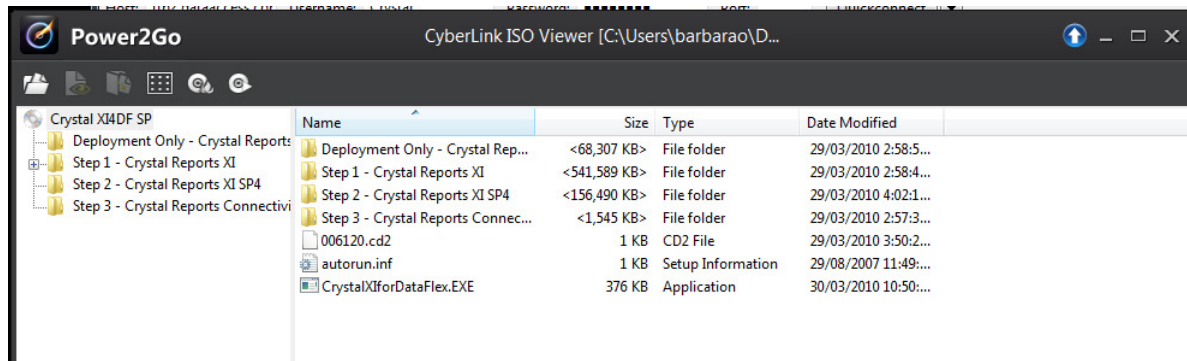 Host: Username: Crystal Password: Port: Quickconnect
Power2Go CyberLink ISO Viewer [C:\Users\barbarao\D...
Crystal XI4DF SP
Deployment Only - Crystal Reports
Step 1 - Crystal Reports XI
Step 2 - Crystal Reports XI SP4
Step 3 - Crystal Reports Connectivi
Name Size Type Date Modified
Deployment Only - Crystal Rep... <68,307 KB> File folder 29/03/2010 2:58:5...
Step 1 - Crystal Reports XI <541,589 KB> File folder 29/03/2010 2:58:4...
Step 2 - Crystal Reports XI SP4 <156,490 KB> File folder 29/03/2010 4:02:1...
Step 3 - Crystal Reports Connec... <1,545 KB> File folder 29/03/2010 2:57:3...
006120.cd2 1 KB CD2 File 29/03/2010 3:50:2...
autorun.inf 1 KB Setup Information 29/08/2007 11:49:...
CrystalXIforDataFlex.EXE 376 KB Application 30/03/2010 10:50:...